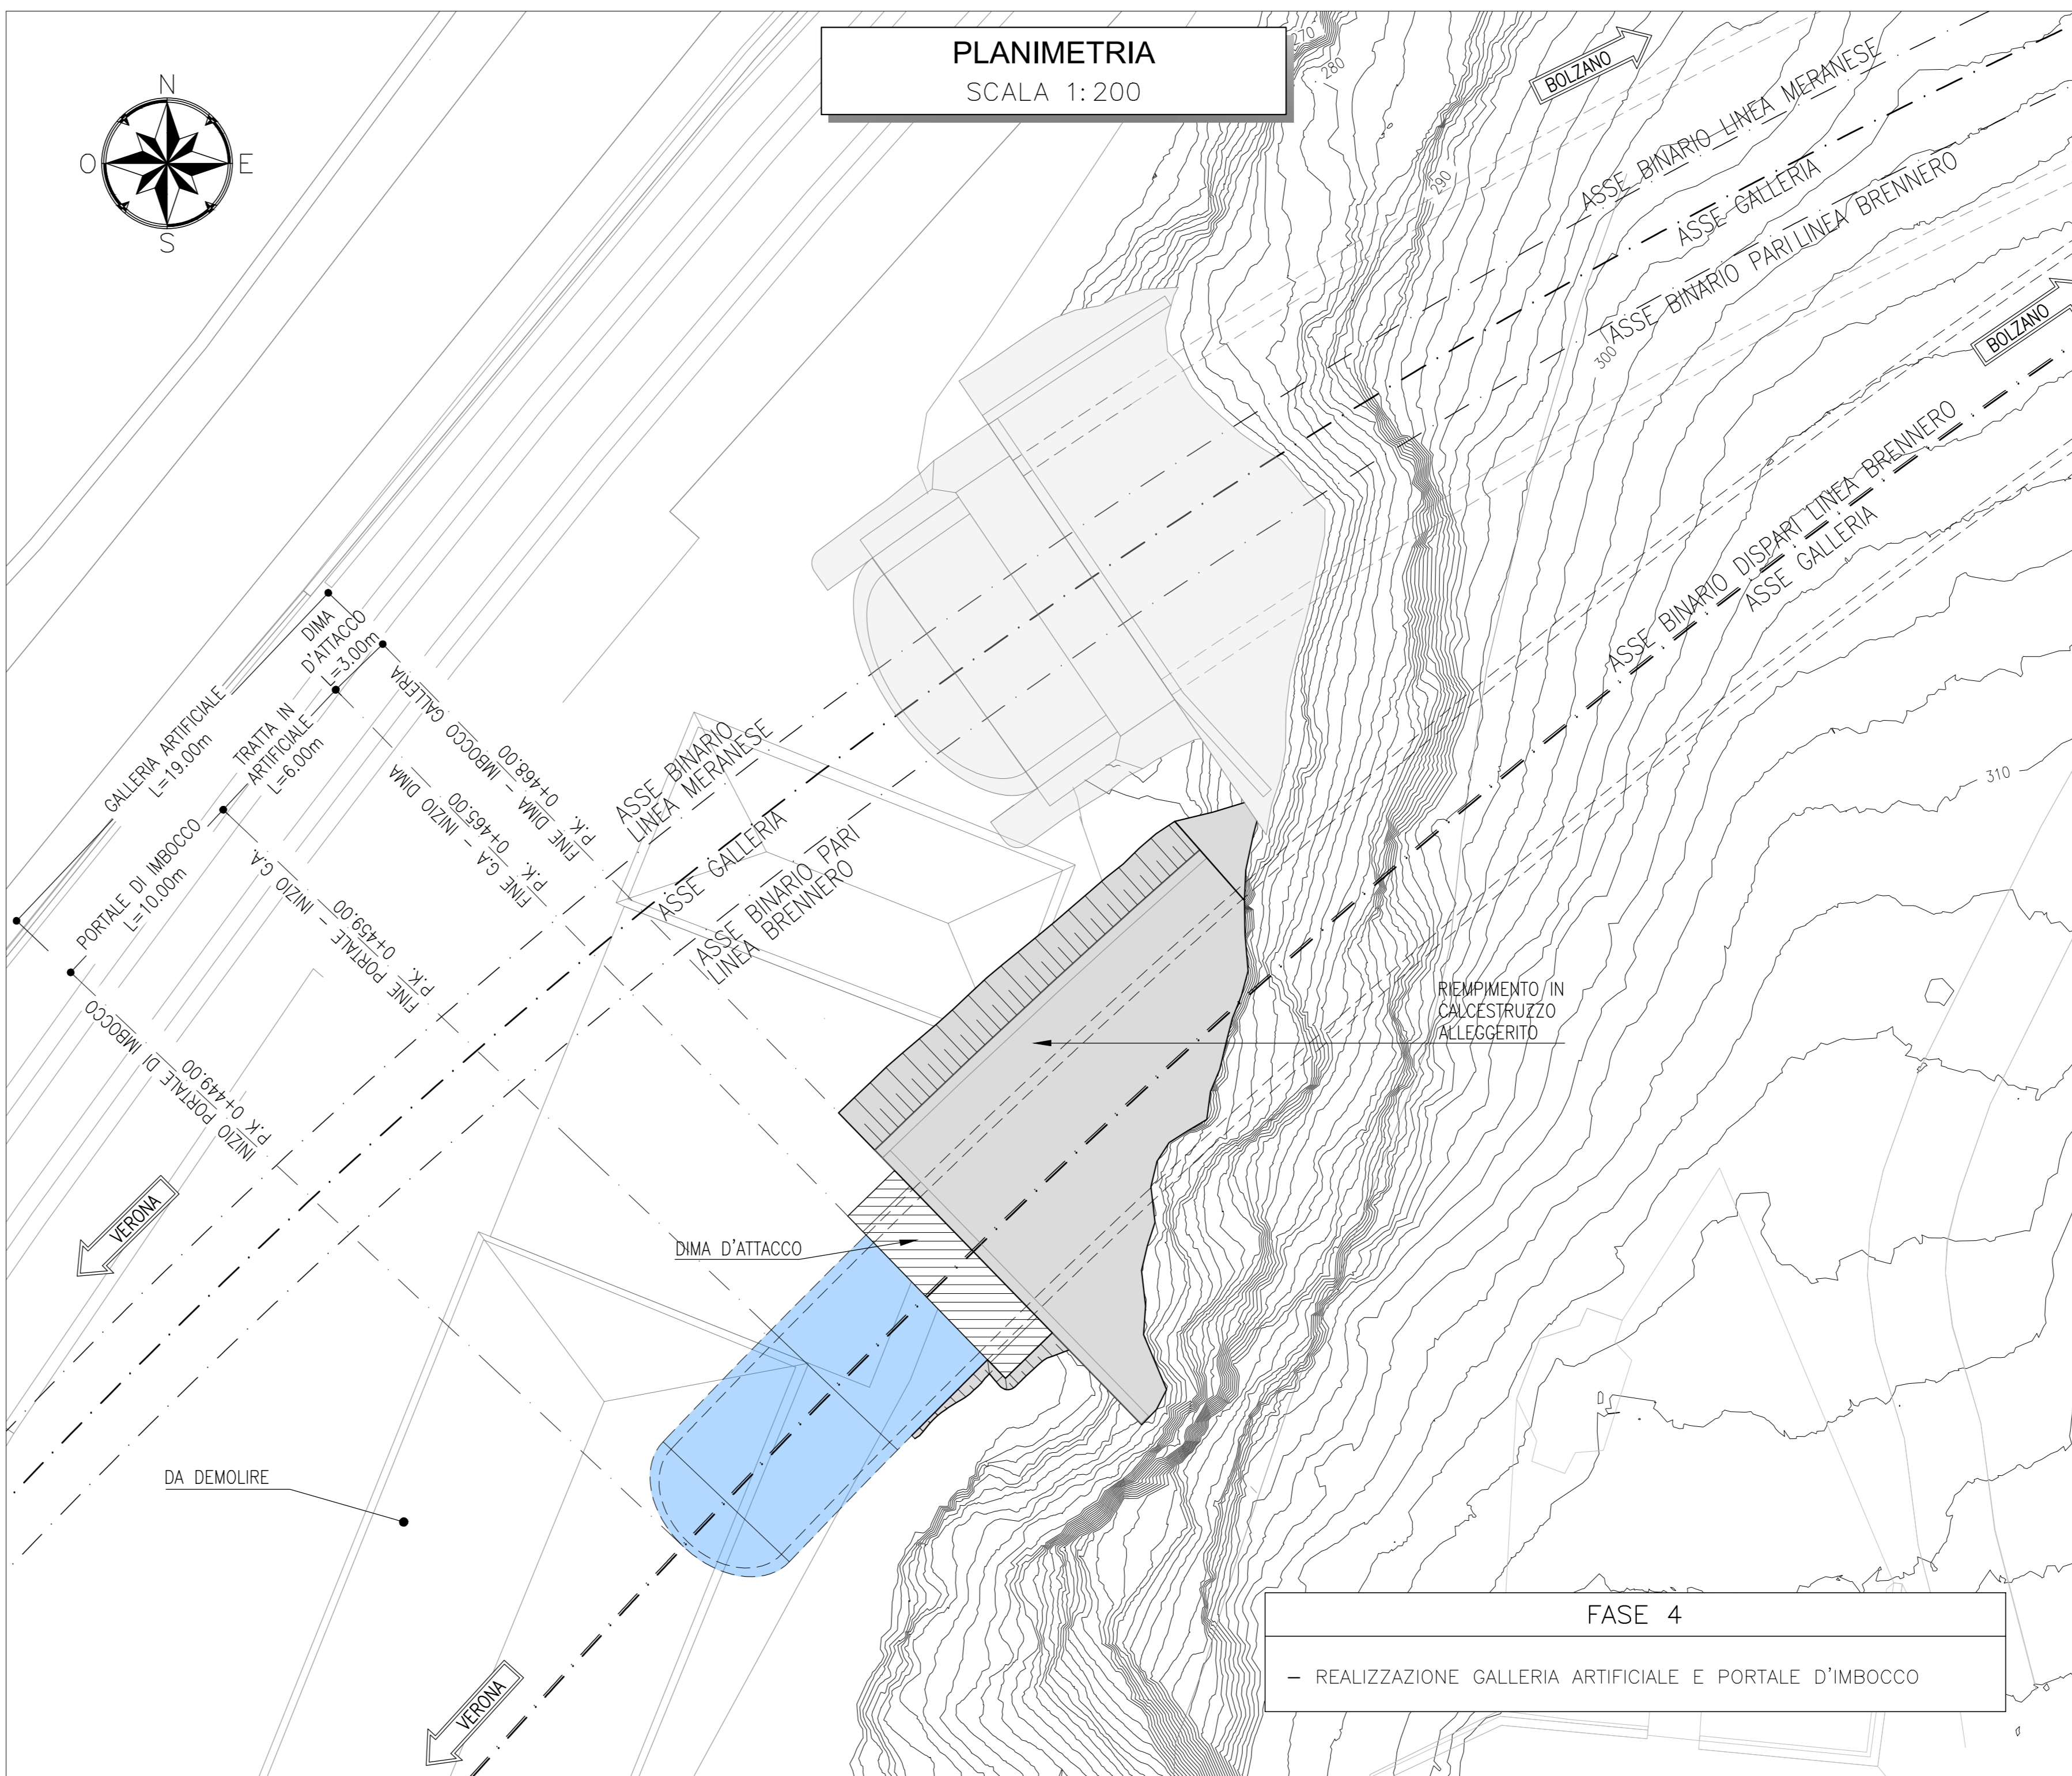 PLANIMETRIA
SCALA 1:200
N
O
E
S
270
280
290
300
310
BOLZANO
ASSE BINARIO LINEA MERANESE
ASSE GALLERIA
ASSE BINARIO PARI LINEA BRENNERO
BOLZANO
ASSE BINARIO DISPARI LINEA BRENNERO
ASSE GALLERIA
DIMA
D'ATTACCO
L=3.00m
GALLERIA ARTIFICIALE
L=19.00m
TRATTA IN
ARTIFICIALE
L=6.00m
PORTALE DI IMBOCCO
L=10.00m
FINE DIMA – IMBOCCO GALLERIA
P.K. 0+468.00
FINE G.A – INIZIO DIMA
P.K. 0+465.00
FINE PORTALE – INIZIO G.A.
P.K. 0+459.00
INIZIO PORTALE DI IMBOCCO
P.K 0+449.00
ASSE BINARIO
LINEA MERANESE
ASSE GALLERIA
ASSE BINARIO PARI
LINEA BRENNERO
RIEMPIMENTO IN
CALCESTRUZZO
ALLEGGERITO
VERONA
DIMA D'ATTACCO
DA DEMOLIRE
VERONA
FASE 4
– REALIZZAZIONE GALLERIA ARTIFICIALE E PORTALE D'IMBOCCO